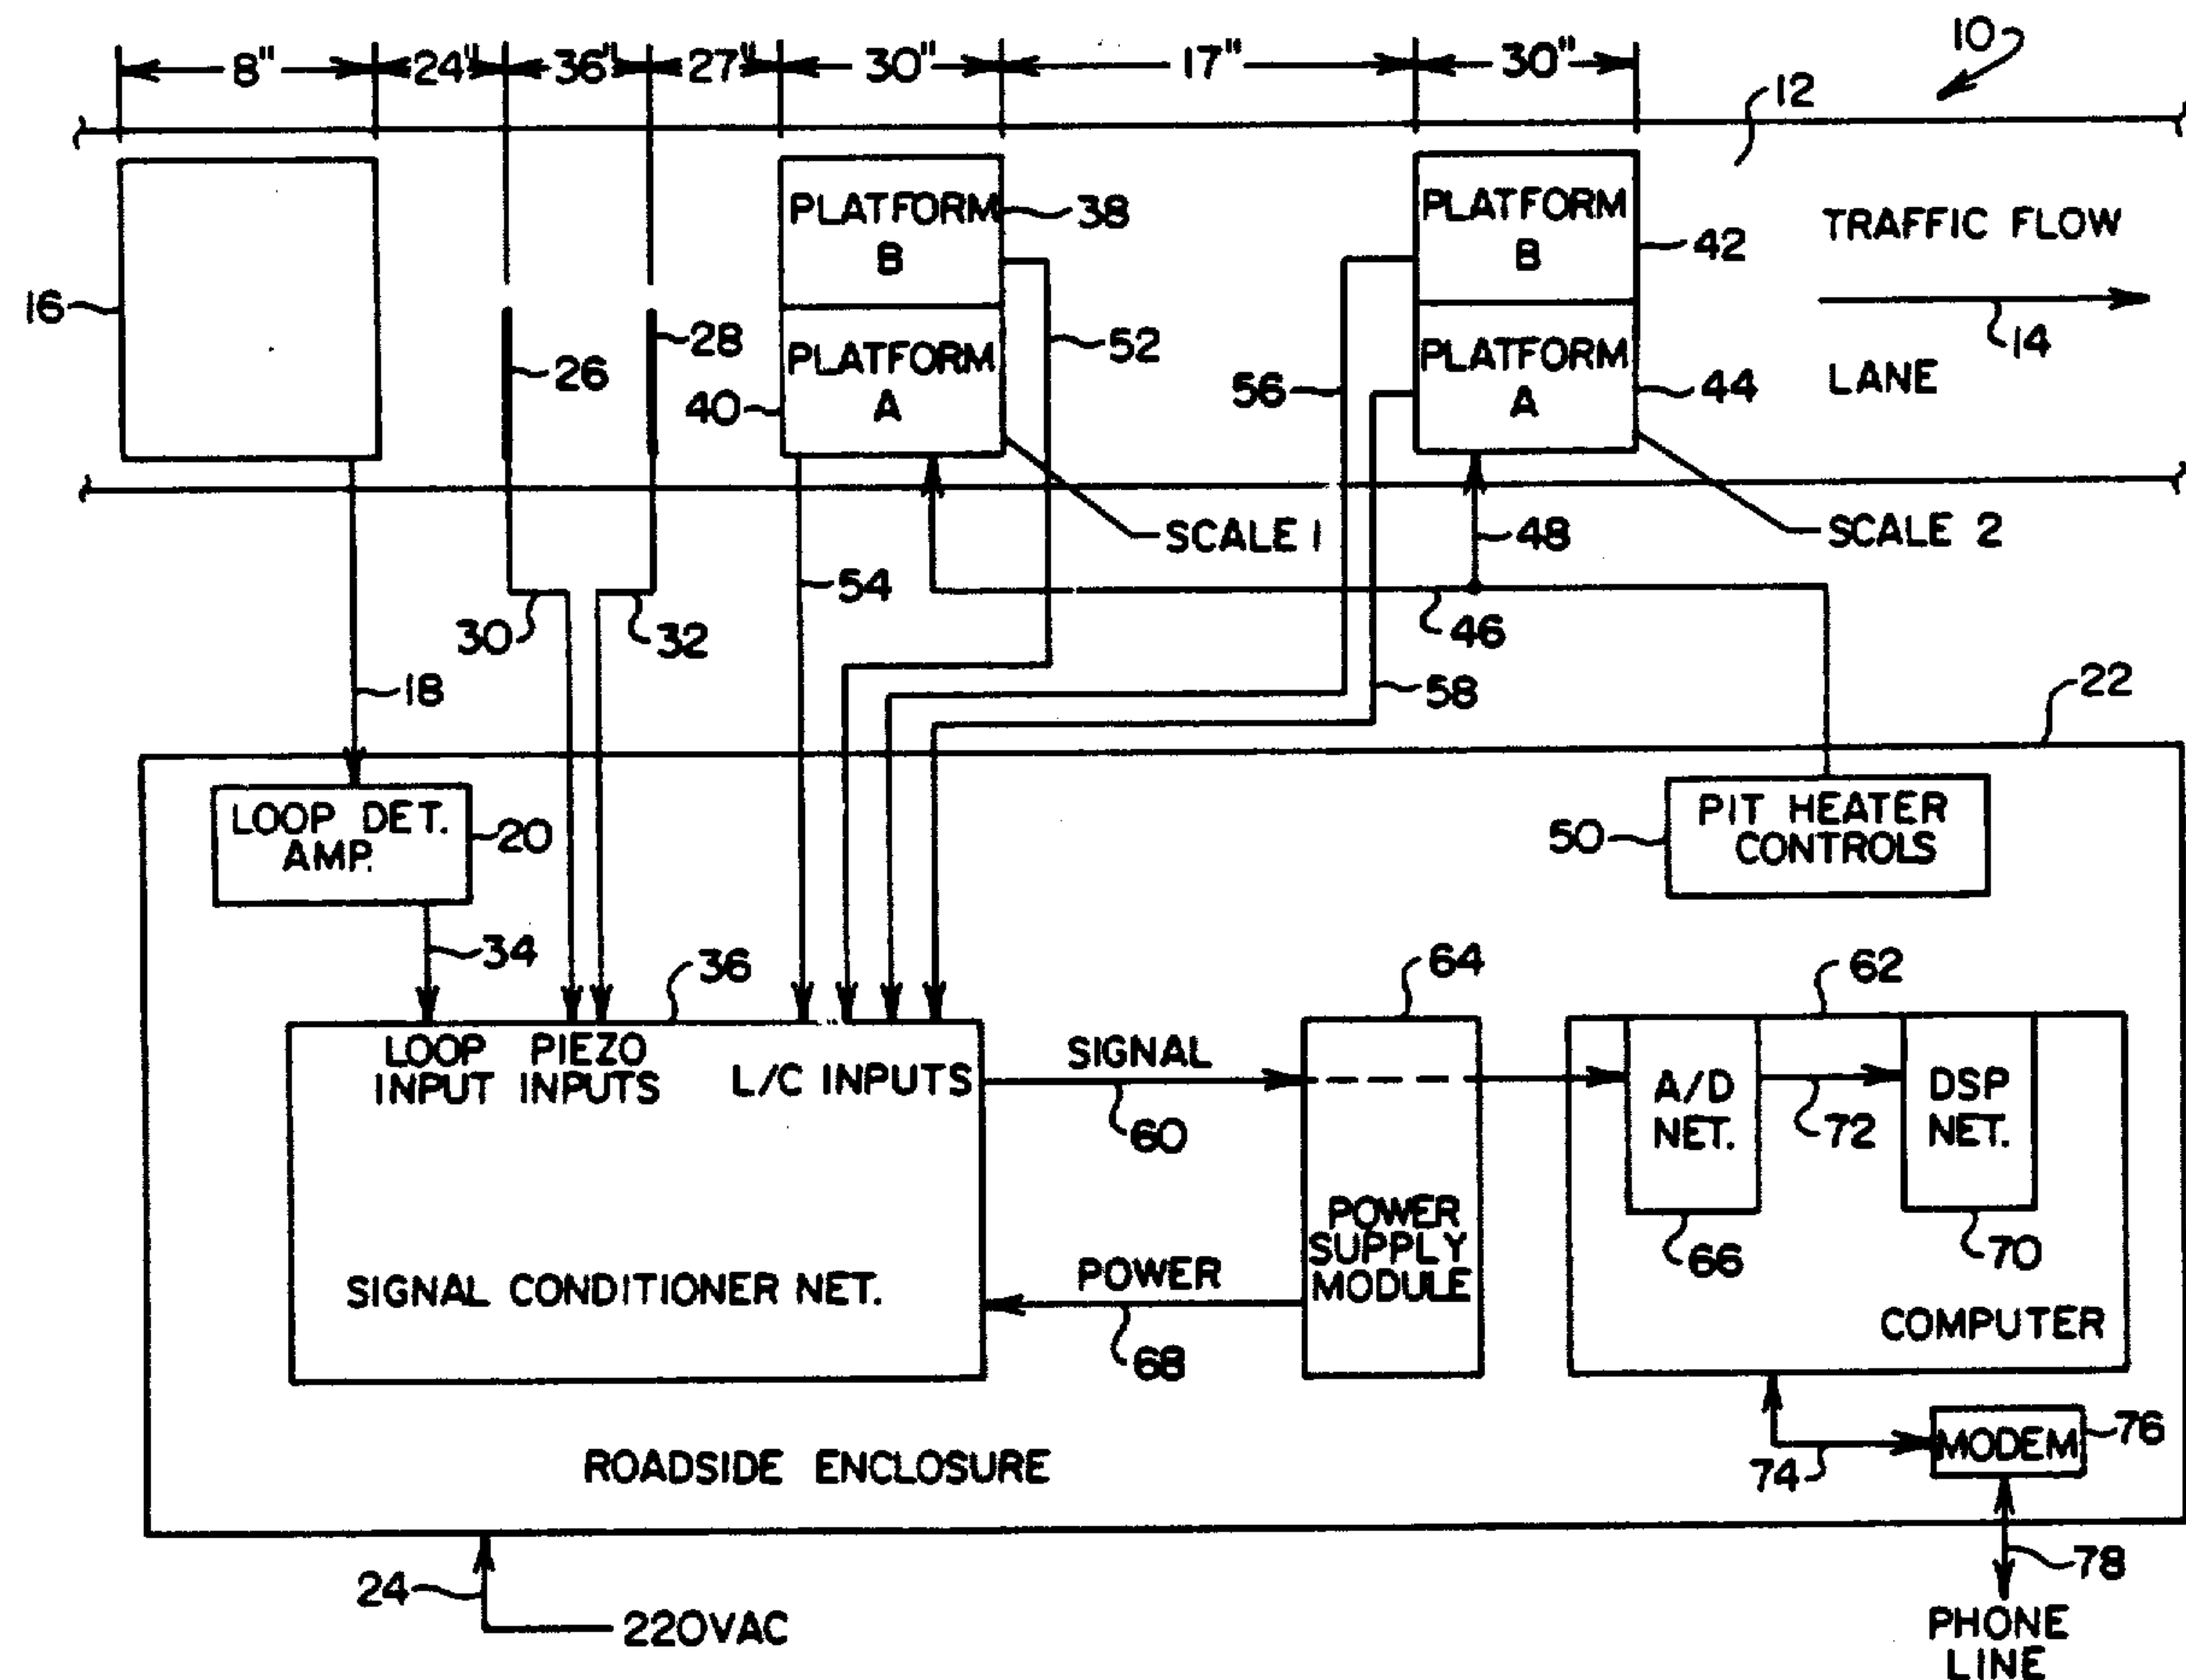 8" 24" 36" 27" 30" 17" 30" 10
12
PLATFORM
B
38
PLATFORM
B
42
TRAFFIC FLOW
16
26
28
PLATFORM
A
40
52
56
PLATFORM
A
44
14
LANE
SCALE 1
48
SCALE 2
54
30
32
46
18
58
22
LOOP DET.
AMP.
20
50
PIT HEATER
CONTROLS
34
36
64
62
LOOP
INPUT
PIEZO
INPUTS
L/C INPUTS
SIGNAL
60
A/D
NET.
72
DSP
NET.
66
70
POWER
SUPPLY
MODULE
SIGNAL CONDITIONER NET.
POWER
68
COMPUTER
ROADSIDE ENCLOSURE
74
MODEM
76
24
220VAC
78
PHONE
LINE